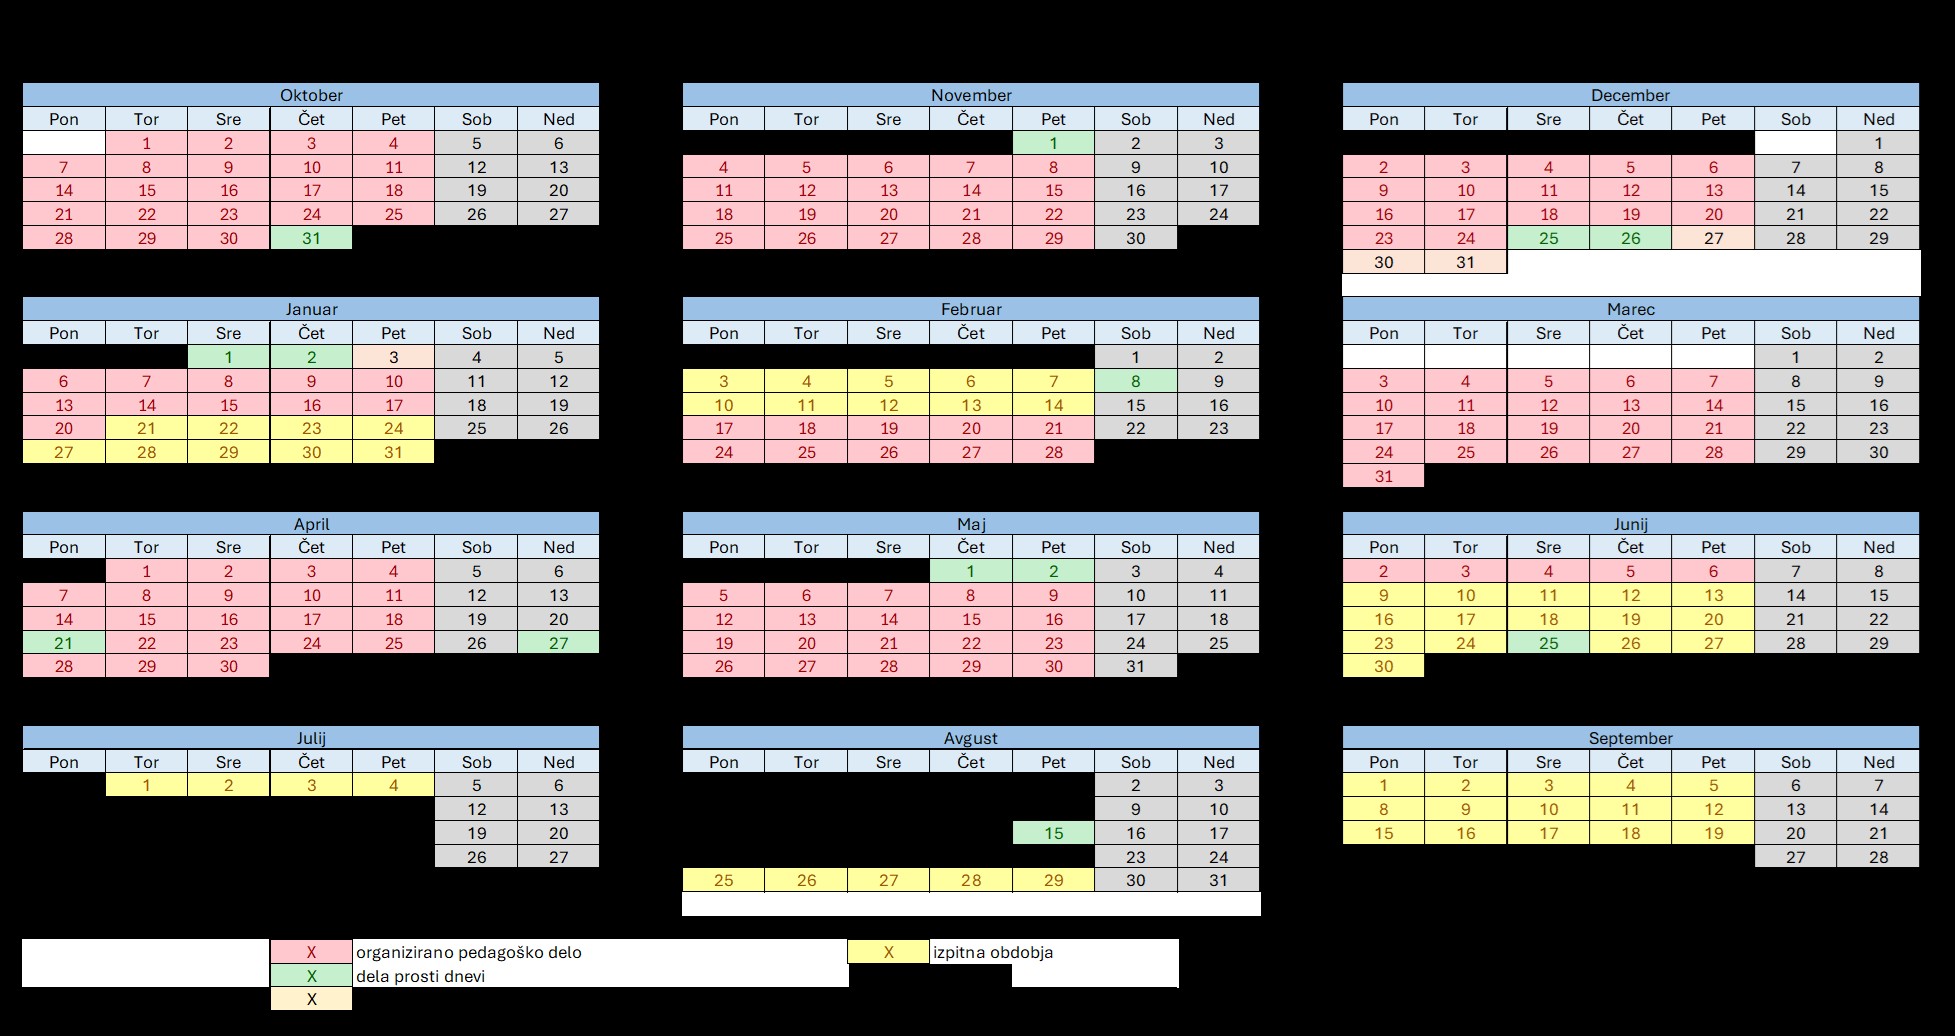 Oktober November December
Pon Tor Sre Čet Pet Sob Ned Pon Tor Sre Čet Pet Sob Ned Pon Tor Sre Čet Pet Sob Ned
1 2 3 4 5 6 1 2 3 1
7 8 9 10 11 12 13 4 5 6 7 8 9 10 2 3 4 5 6 7 8
14 15 16 17 18 19 20 11 12 13 14 15 16 17 9 10 11 12 13 14 15
21 22 23 24 25 26 27 18 19 20 21 22 23 24 16 17 18 19 20 21 22
28 29 30 31 25 26 27 28 29 30 23 24 25 26 27 28 29
30 31
Januar Februar Marec
Pon Tor Sre Čet Pet Sob Ned Pon Tor Sre Čet Pet Sob Ned Pon Tor Sre Čet Pet Sob Ned
1 2 3 4 5 1 2 1 2
6 7 8 9 10 11 12 3 4 5 6 7 8 9 3 4 5 6 7 8 9
13 14 15 16 17 18 19 10 11 12 13 14 15 16 10 11 12 13 14 15 16
20 21 22 23 24 25 26 17 18 19 20 21 22 23 17 18 19 20 21 22 23
27 28 29 30 31 24 25 26 27 28 24 25 26 27 28 29 30
31
April Maj Junij
Pon Tor Sre Čet Pet Sob Ned Pon Tor Sre Čet Pet Sob Ned Pon Tor Sre Čet Pet Sob Ned
1 2 3 4 5 6 1 2 3 4 2 3 4 5 6 7 8
7 8 9 10 11 12 13 5 6 7 8 9 10 11 9 10 11 12 13 14 15
14 15 16 17 18 19 20 12 13 14 15 16 17 18 16 17 18 19 20 21 22
21 22 23 24 25 26 27 19 20 21 22 23 24 25 23 24 25 26 27 28 29
28 29 30 26 27 28 29 30 31 30
Julij Avgust September
Pon Tor Sre Čet Pet Sob Ned Pon Tor Sre Čet Pet Sob Ned Pon Tor Sre Čet Pet Sob Ned
1 2 3 4 5 6 2 3 1 2 3 4 5 6 7
12 13 9 10 8 9 10 11 12 13 14
19 20 15 16 17 15 16 17 18 19 20 21
26 27 23 24 27 28
25 26 27 28 29 30 31
X organizirano pedagoško delo X izpitna obdobja
X dela prosti dnevi
X